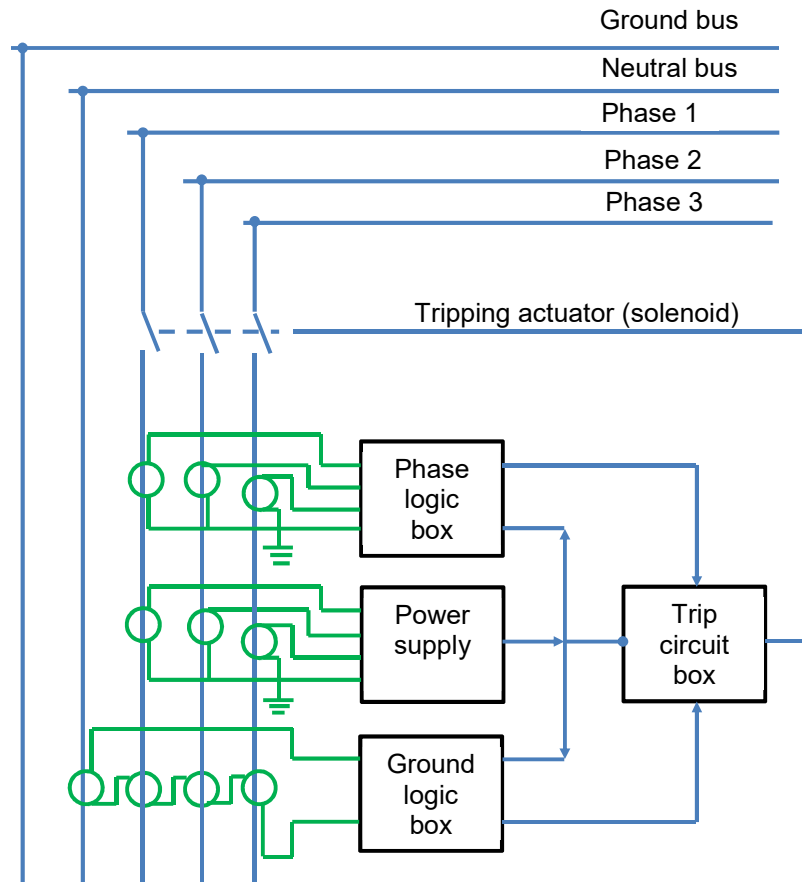 Ground bus
Neutral bus
Phase 1
Phase 2
Phase 3
Tripping actuator (solenoid)
Phase
logic
box
Power
supply
Trip
circuit
box
Ground
logic
box